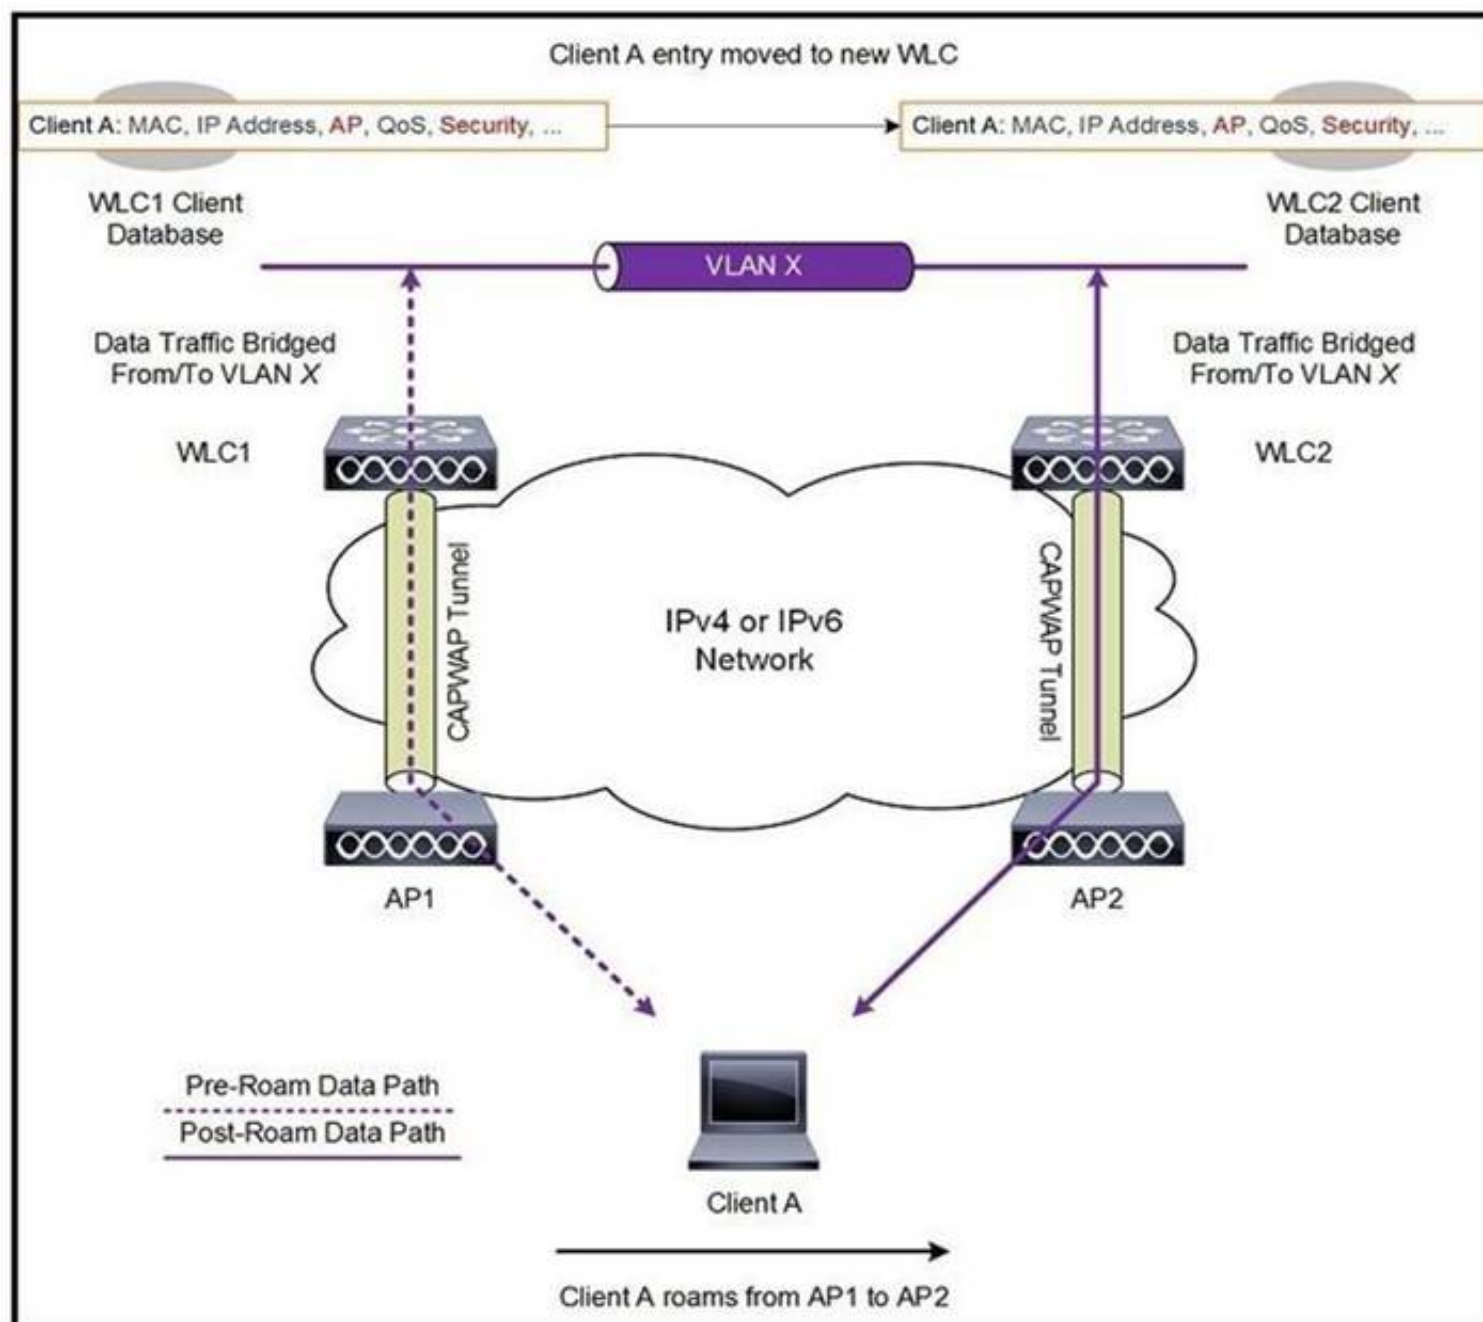 Client A entry moved to new WLC
Client A: MAC, IP Address, AP, QoS, Security, ...
Client A: MAC, IP Address, AP, QoS, Security, ...
WLC1 Client
Database
WLC2 Client
Database
VLAN X
Data Traffic Bridged
From/To VLAN X
Data Traffic Bridged
From/To VLAN X
WLC1
WLC2
CAPWAP Tunnel
CAPWAP Tunnel
IPv4 or IPv6
Network
AP1
AP2
Pre-Roam Data Path
Post-Roam Data Path
Client A
Client A roams from AP1 to AP2